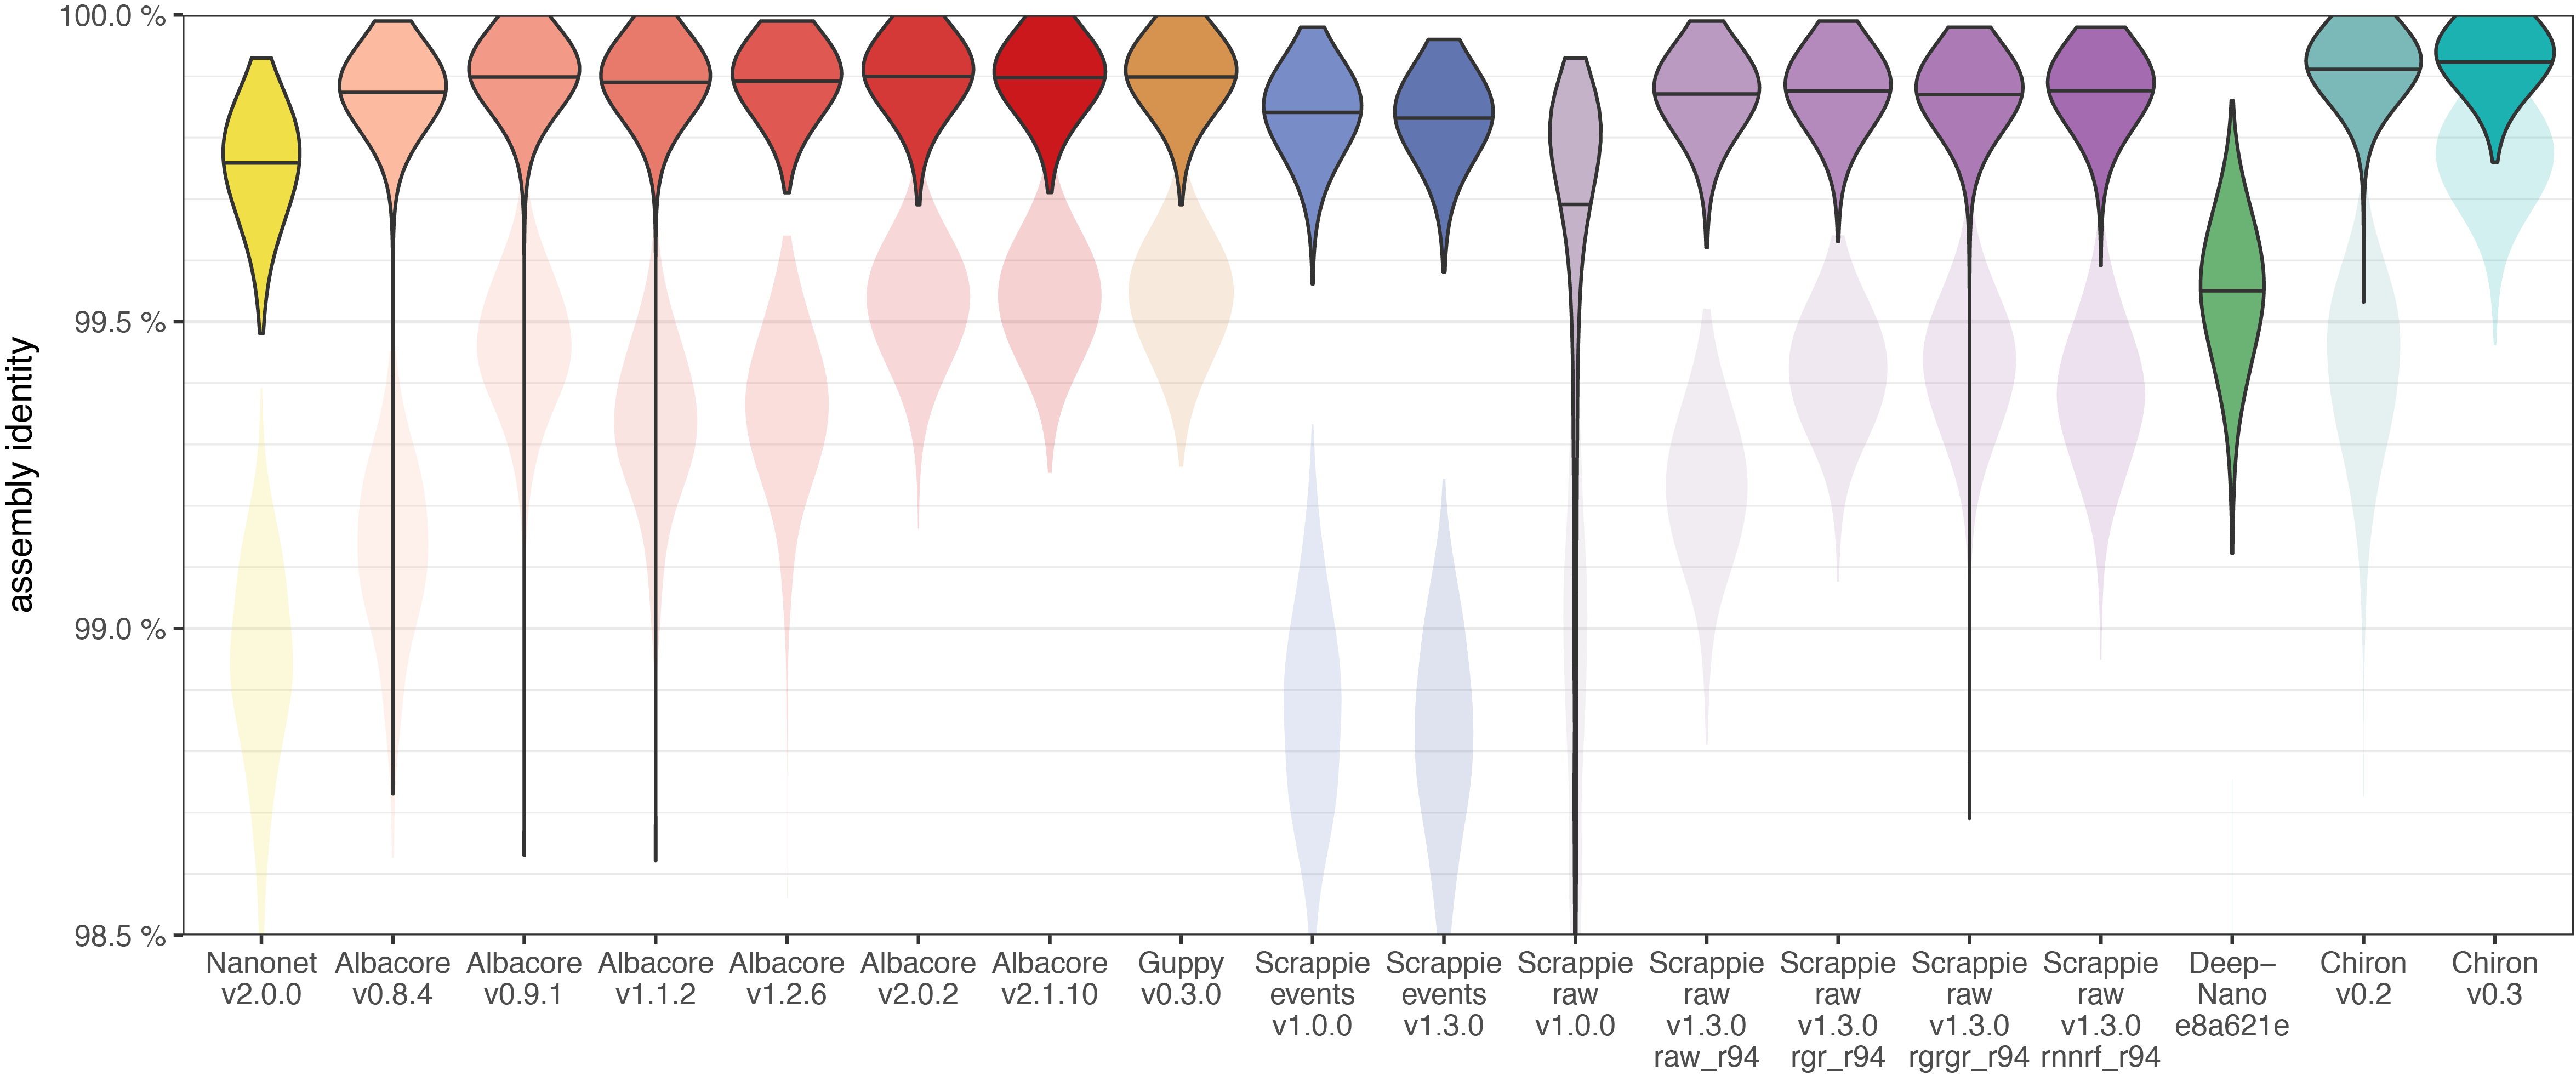 100.0 %
99.5 %
99.0 %
98.5 %
assembly identity
Nanonet
v2.0.0
Albacore
v0.8.4
Albacore
v0.9.1
Albacore
v1.1.2
Albacore
v1.2.6
Albacore
v2.0.2
Albacore
v2.1.10
Guppy
v0.3.0
Scrappie
events
v1.0.0
Scrappie
events
v1.3.0
Scrappie
raw
v1.0.0
Scrappie
raw
v1.3.0
raw_r94
Scrappie
raw
v1.3.0
rgr_r94
Scrappie
raw
v1.3.0
rgrgr_r94
Scrappie
raw
v1.3.0
rnnrf_r94
Deep−
Nano
e8a621e
Chiron
v0.2
Chiron
v0.3